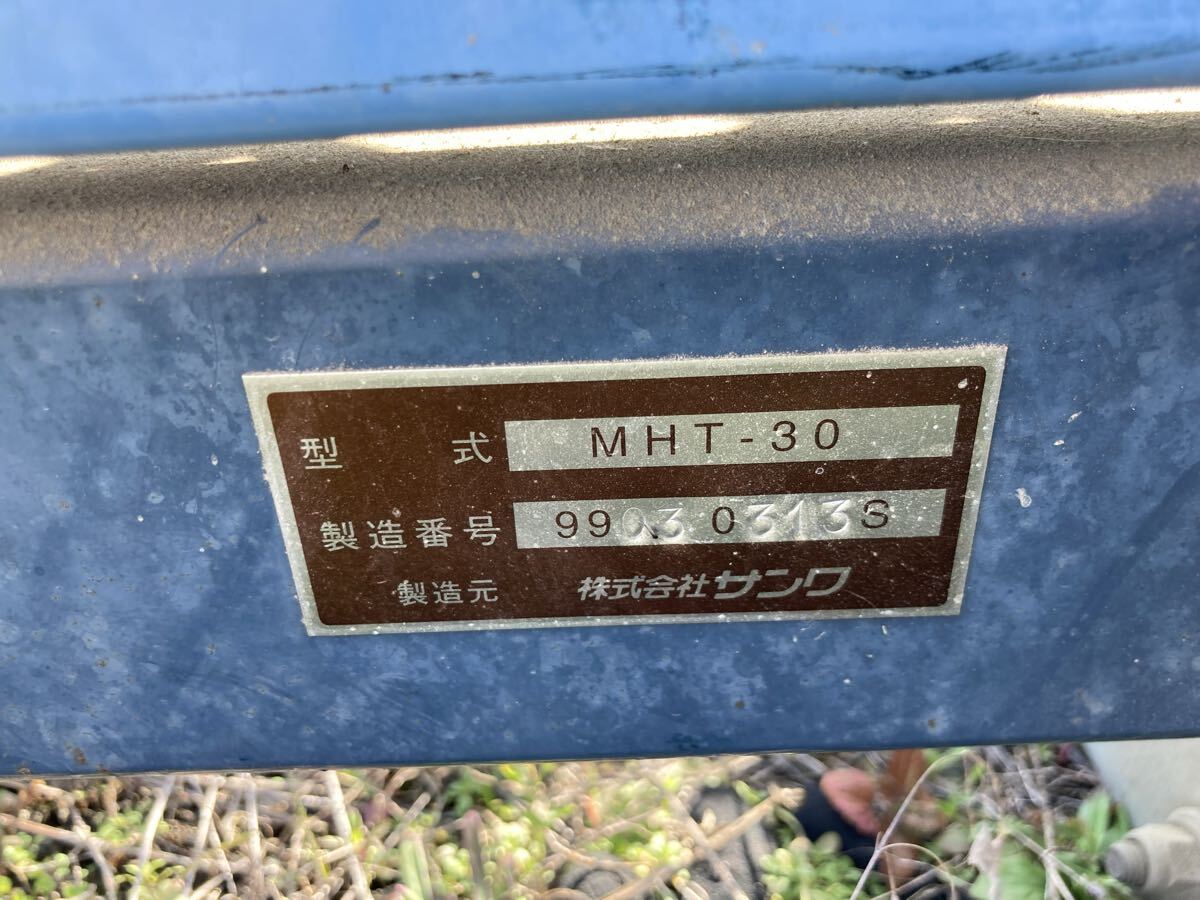 型式 MHT-30
製造番号 9903 0313S
製造元 株式会社サンワ